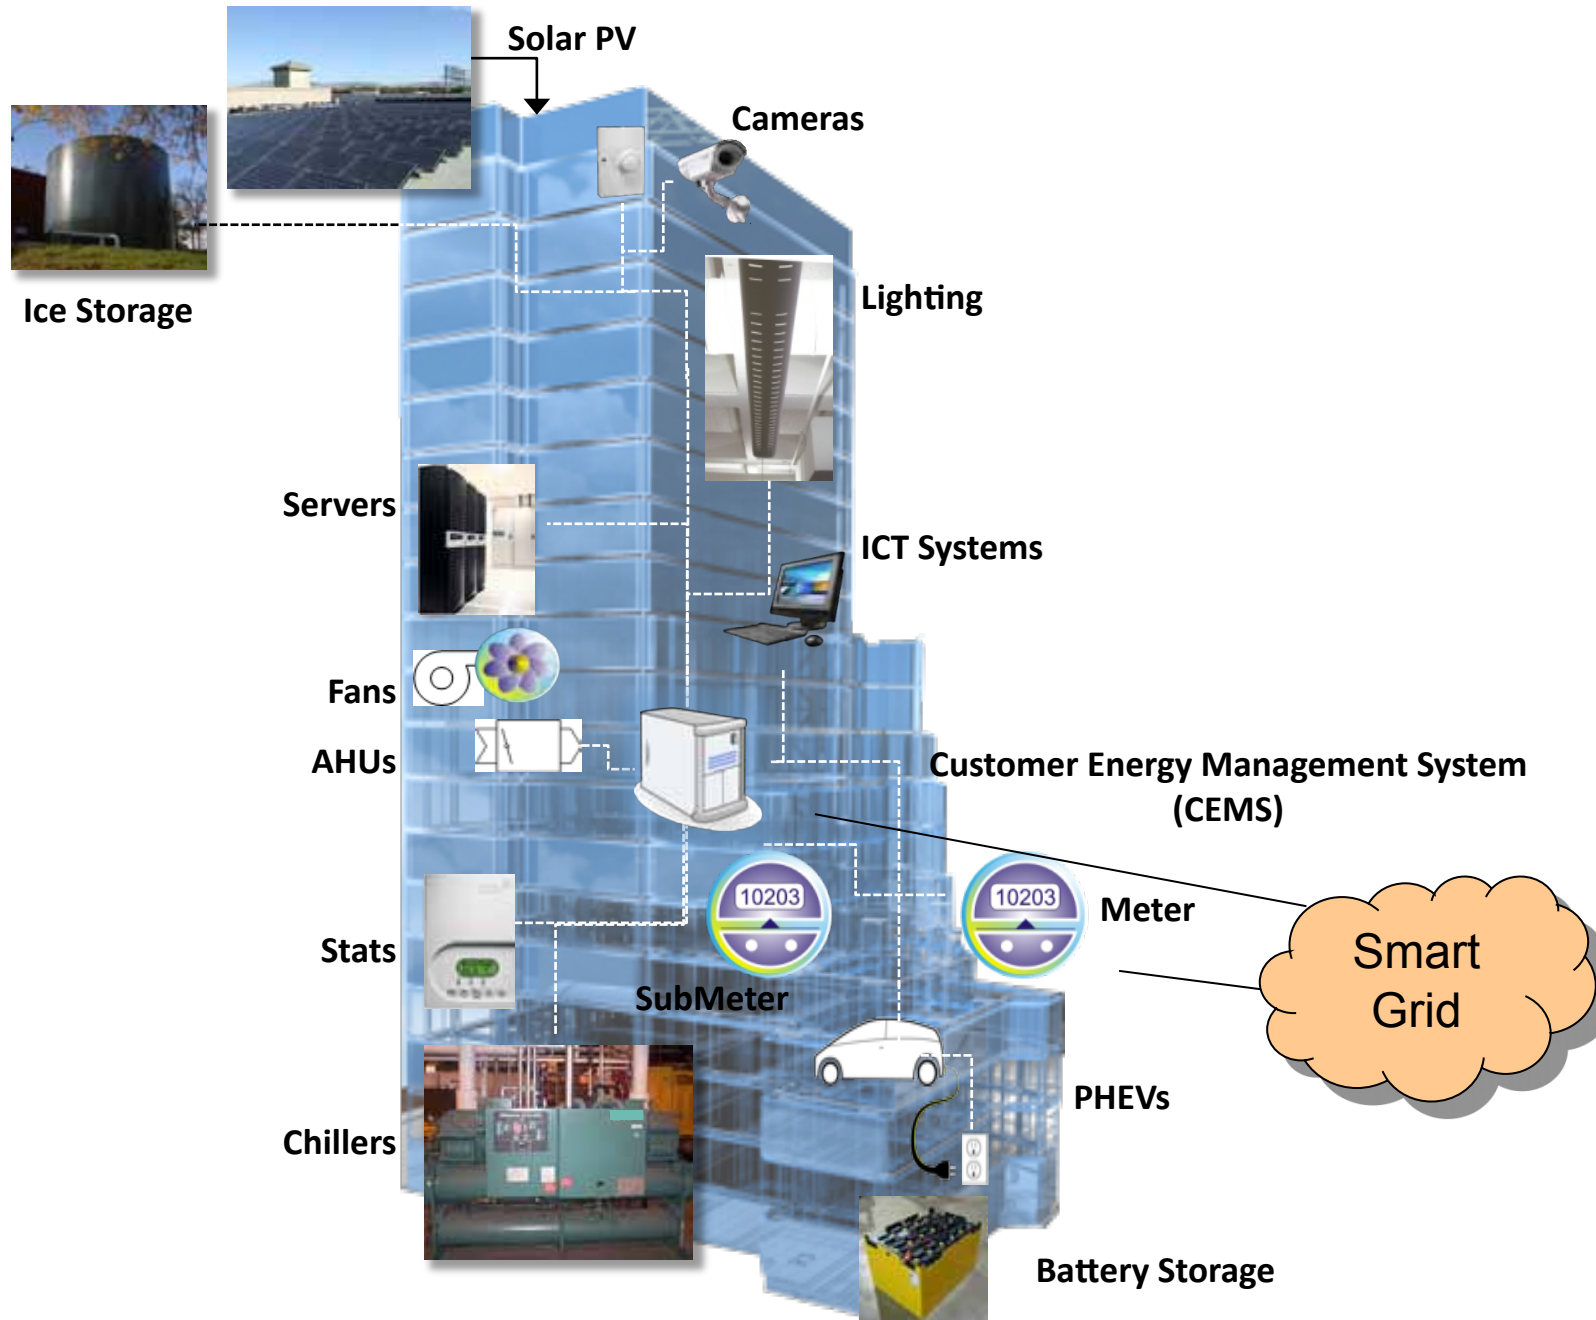 Solar PV
Cameras
Ice Storage
Lighting
Servers
ICT Systems
Fans
AHUs
Customer Energy Management System
(CEMS)
10203
10203
Meter
Stats
SubMeter
Smart
Grid
PHEVs
Chillers
Battery Storage